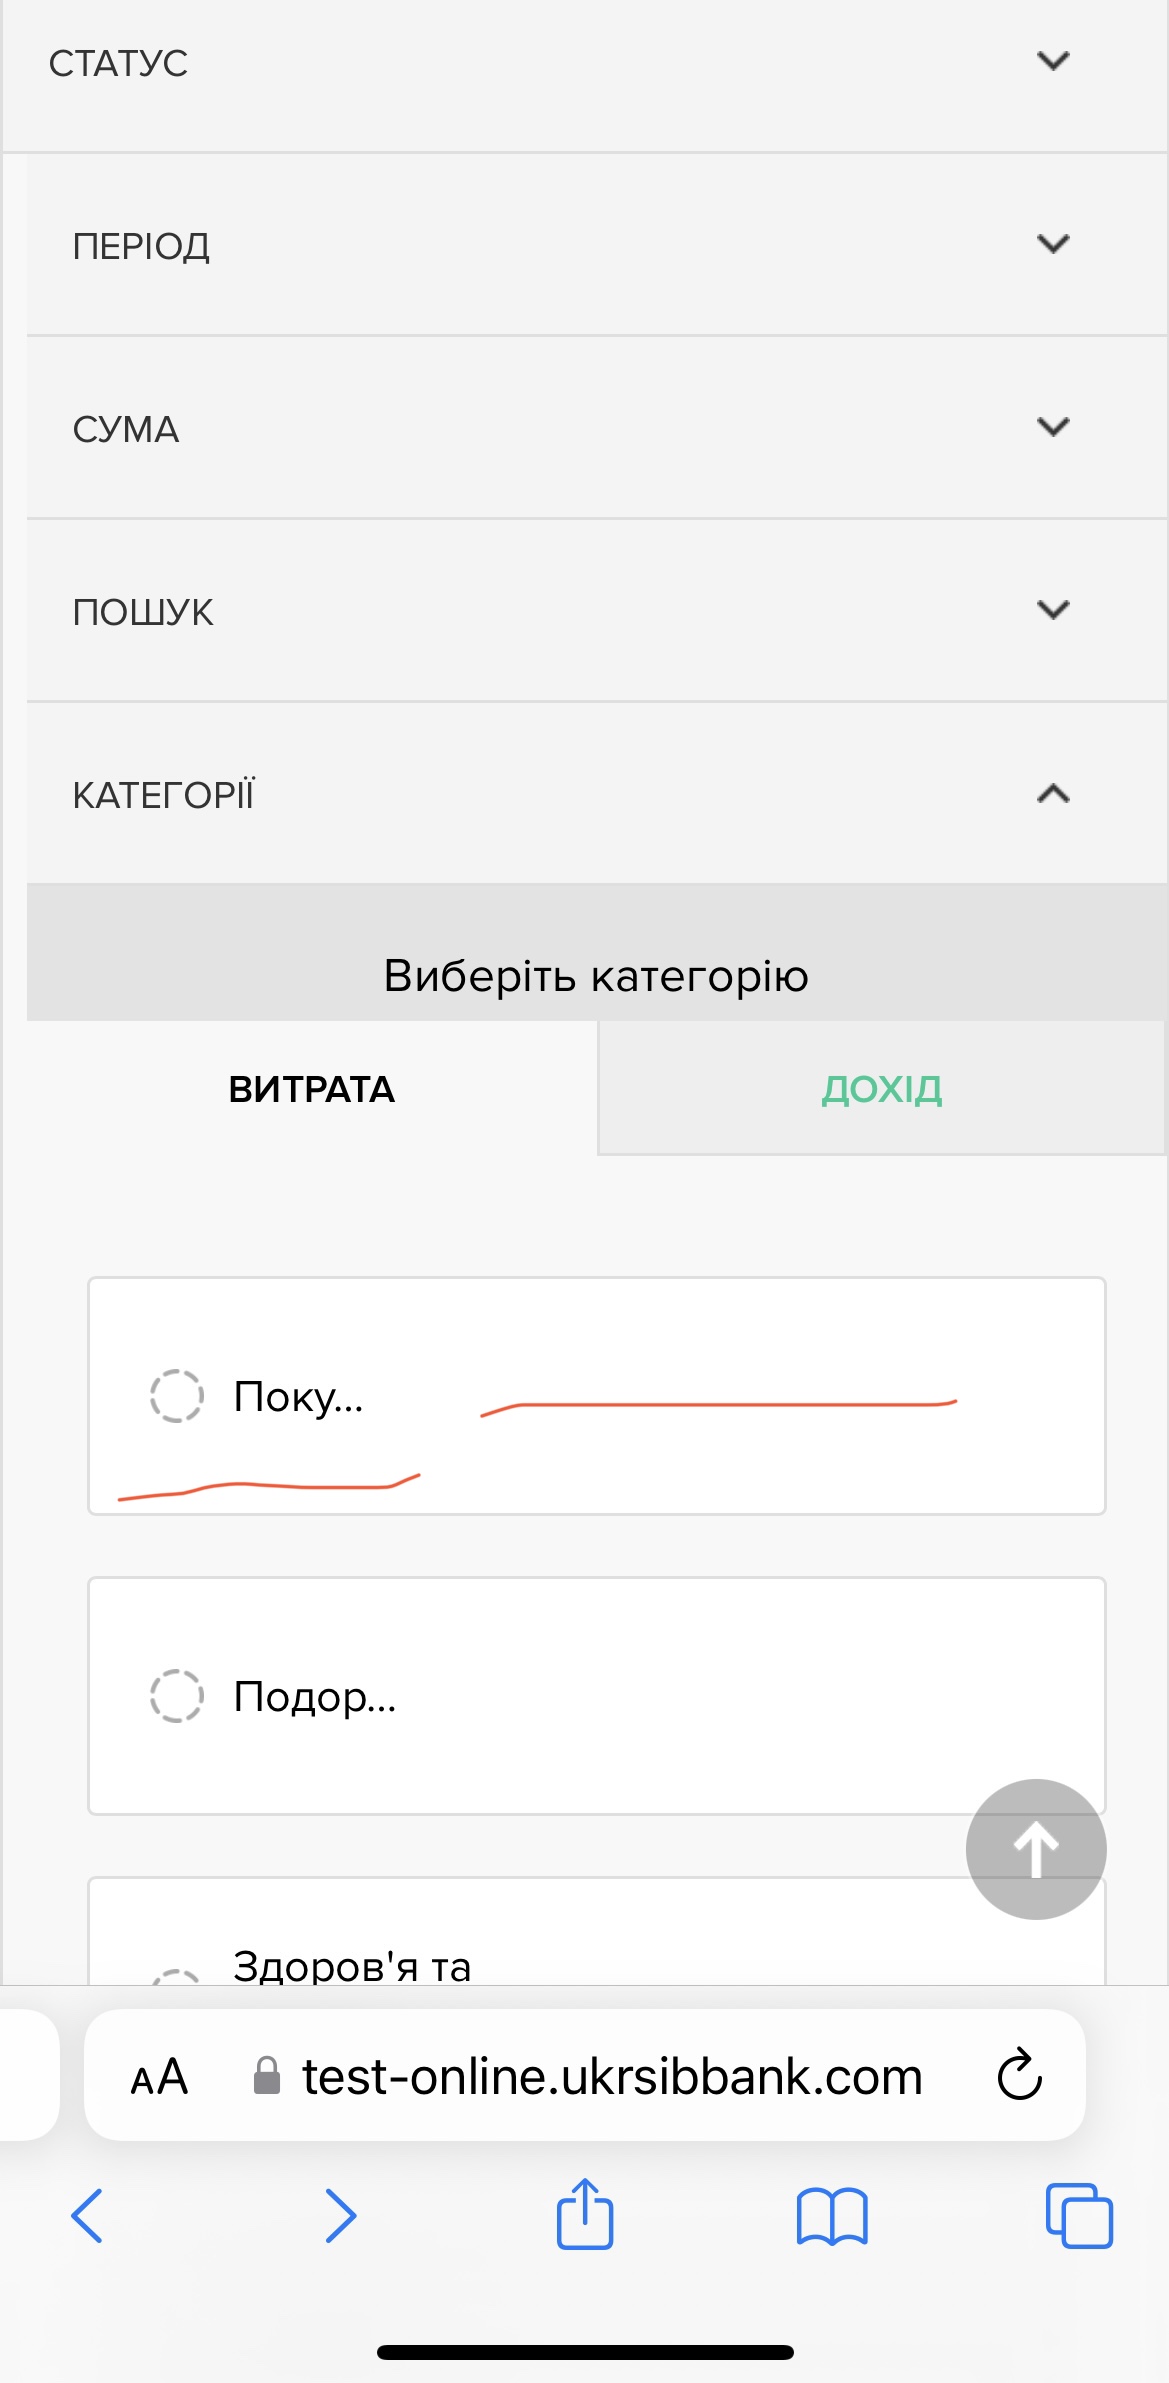 СТАТУС
ПЕРІОД
СУМА
ПОШУК
КАТЕГОРІЇ
Виберіть категорію
ВИТРАТА
ДОХІД
Поку...
Подор...
Здоров'я та
AA
test-online.ukrsibbank.com